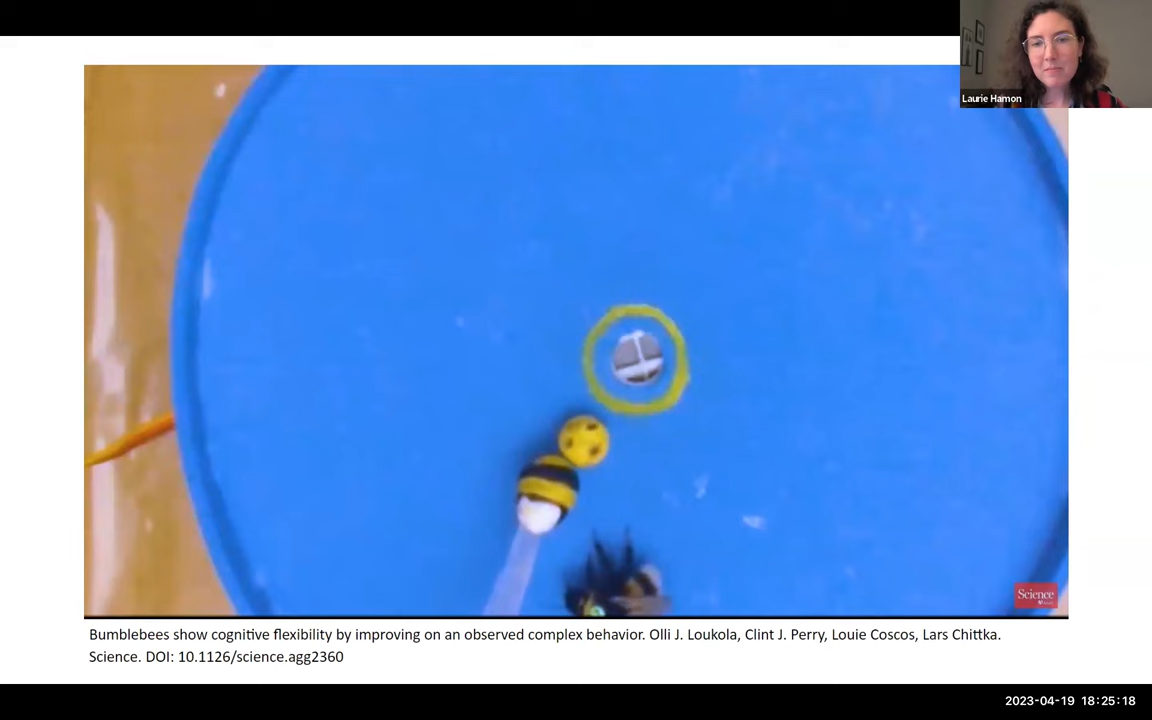 Laurie Hamon
Science
Bumblebees show cognitive flexibility by improving on an observed complex behavior. Olli J. Loukola, Clint J. Perry, Louie Coscos, Lars Chittka.
Science. DOI: 10.1126/science.agg2360
2023-04-19 18:25:18